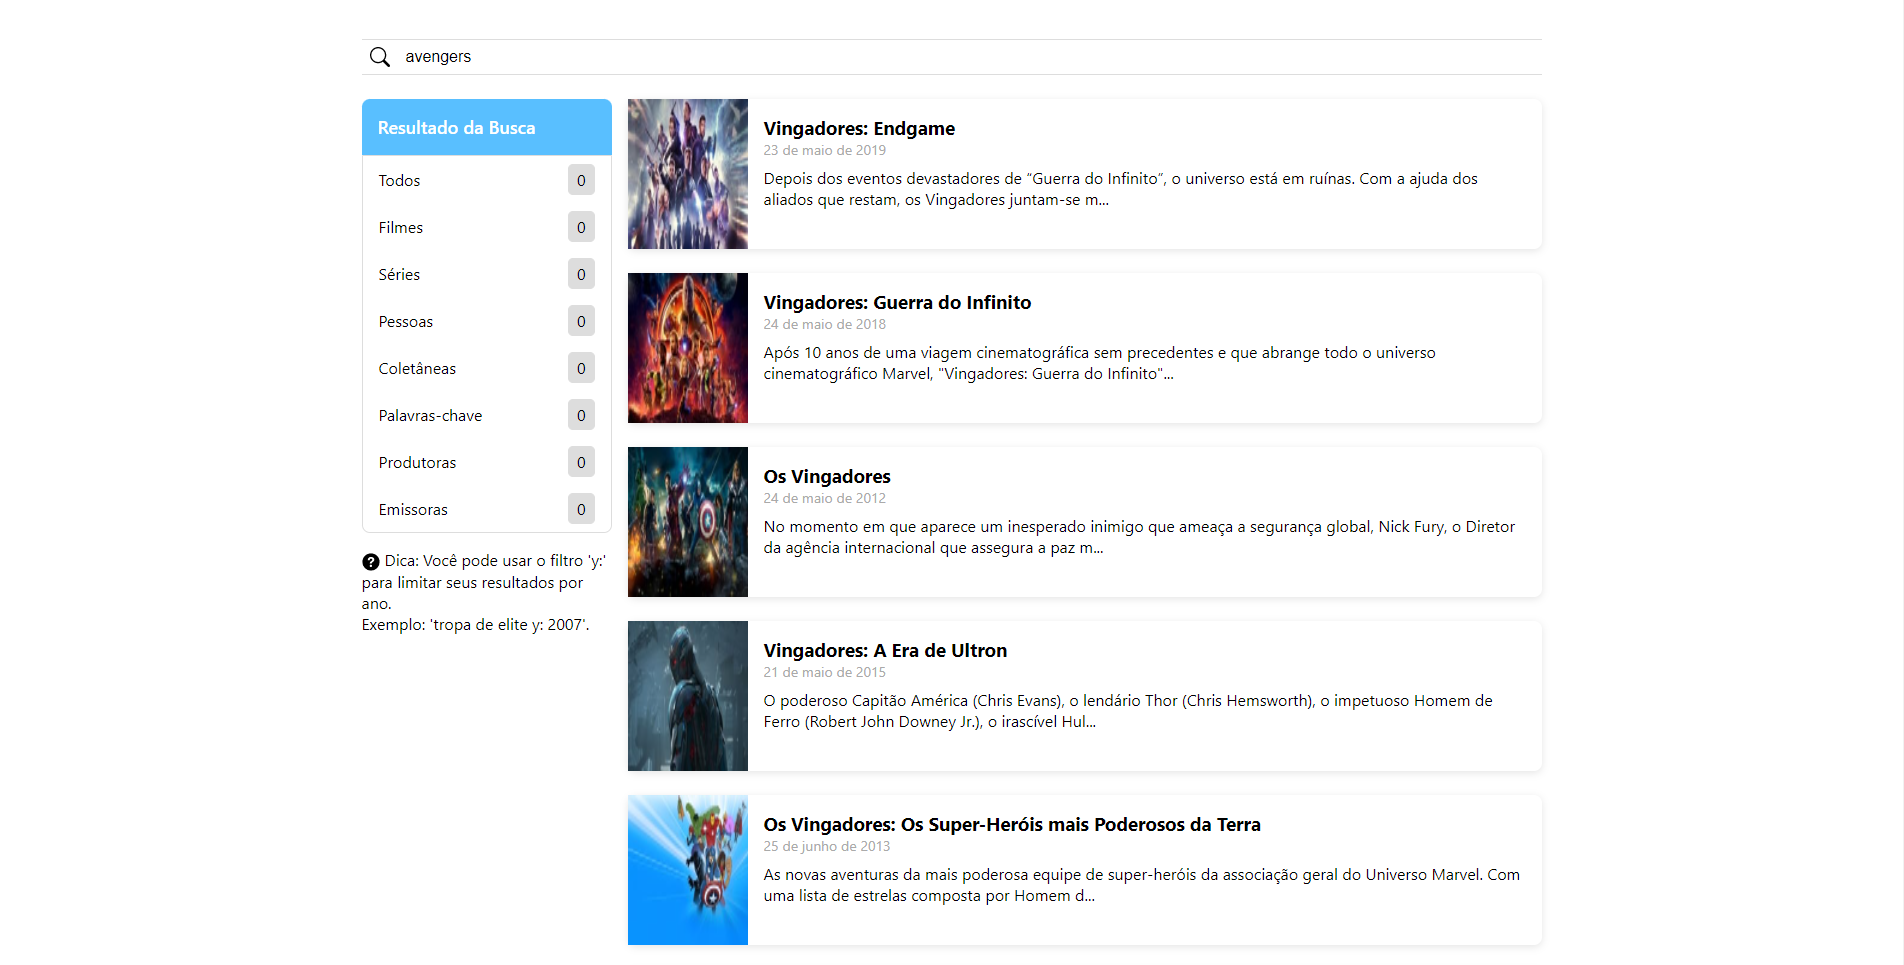 avengers
Resultado da Busca
Todos 0
Filmes 0
Séries 0
Pessoas 0
Coletâneas 0
Palavras-chave 0
Produtoras 0
Emissoras 0
Dica: Você pode usar o filtro 'y:'
para limitar seus resultados por
ano.
Exemplo: 'tropa de elite y: 2007'.
Vingadores: Endgame
23 de maio de 2019
Depois dos eventos devastadores de “Guerra do Infinito”, o universo está em ruínas. Com a ajuda dos
aliados que restam, os Vingadores juntam-se m...
Vingadores: Guerra do Infinito
24 de maio de 2018
Após 10 anos de uma viagem cinematográfica sem precedentes e que abrange todo o universo
cinematográfico Marvel, "Vingadores: Guerra do Infinito"...
Os Vingadores
24 de maio de 2012
No momento em que aparece um inesperado inimigo que ameaça a segurança global, Nick Fury, o Diretor
da agência internacional que assegura a paz m...
Vingadores: A Era de Ultron
21 de maio de 2015
O poderoso Capitão América (Chris Evans), o lendário Thor (Chris Hemsworth), o impetuoso Homem de
Ferro (Robert John Downey Jr.), o irascível Hul...
Os Vingadores: Os Super-Heróis mais Poderosos da Terra
25 de junho de 2013
As novas aventuras da mais poderosa equipe de super-heróis da associação geral do Universo Marvel. Com
uma lista de estrelas composta por Homem d...